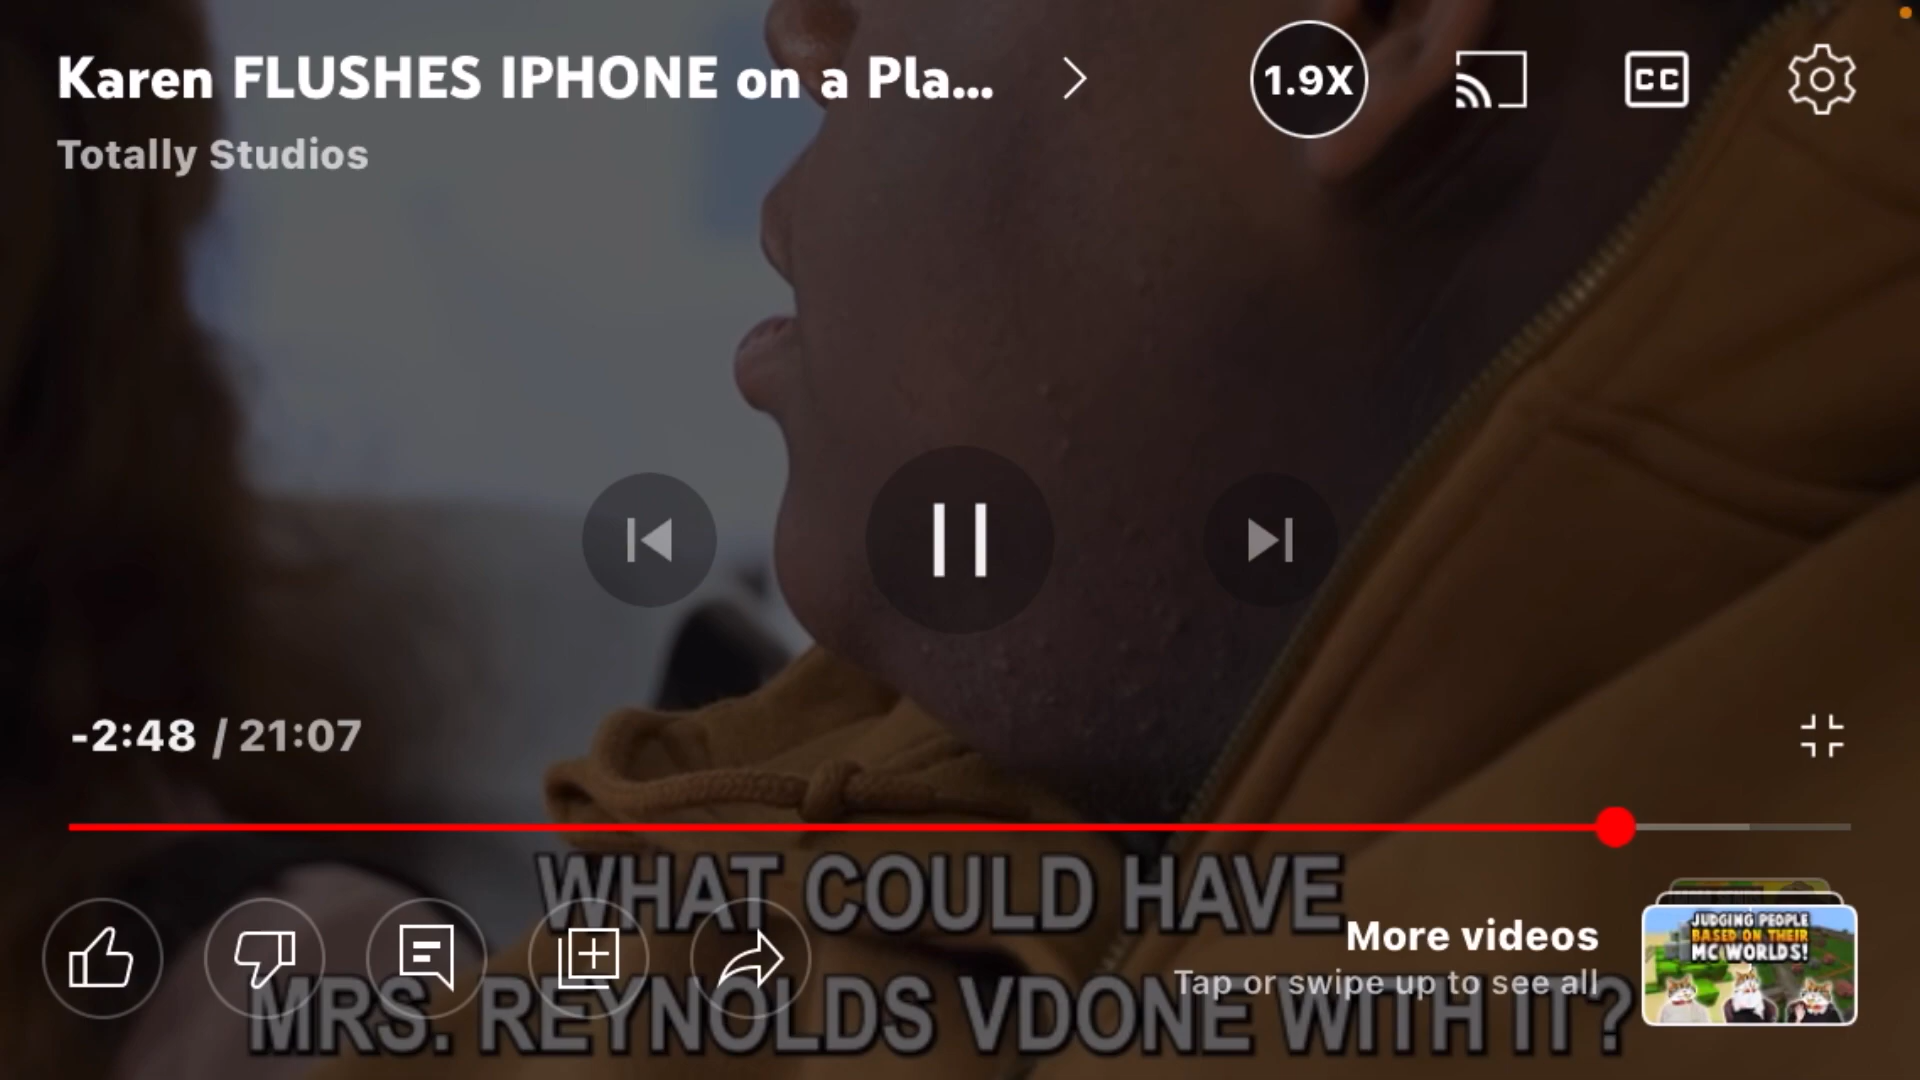 Karen FLUSHES IPHONE on a Pla...
1.9X
CC
Totally Studios
-2:48 / 21:07
WHAT COULD HAVE
MRS. REYNOLDS VDONE WITH IT?
More videos
Tap or swipe up to see all
JUDGING PEOPLE
BASED ON THEIR
MC WORLDS!